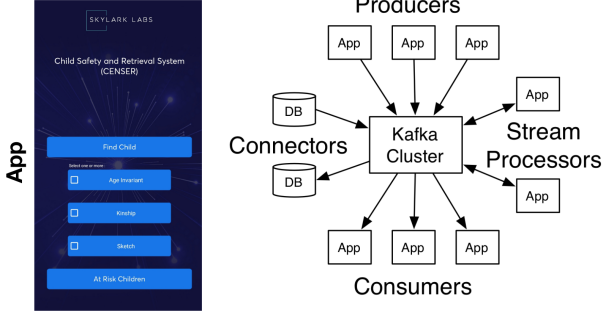 App
SKYLARK LABS
Child Safety and Retrieval System
(CENSER)
Find Child
Select one or more:
Age Invariant
Kinship
Sketch
At Risk Children
Producers
App
App
App
DB
Connectors
DB
Kafka
Cluster
App
Stream
Processors
App
App
App
App
Consumers